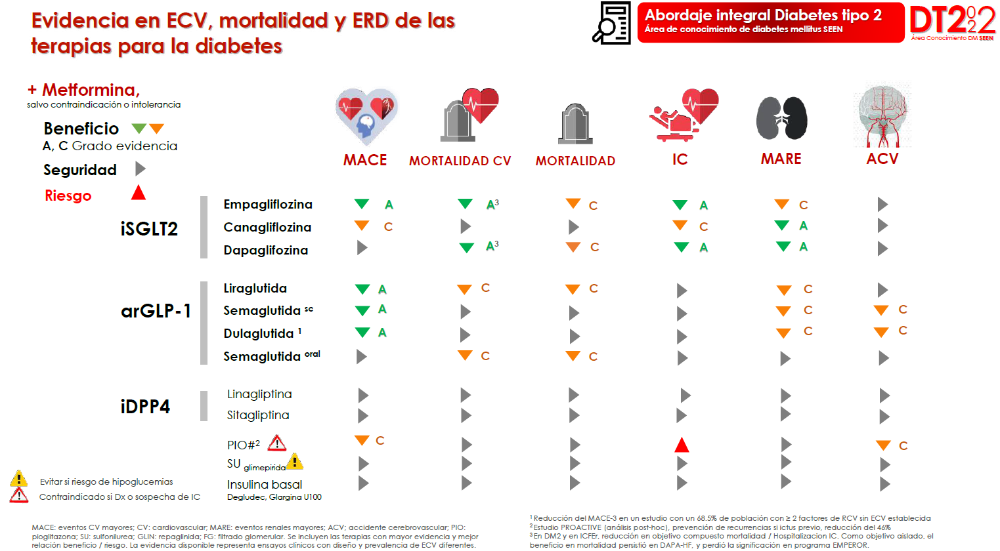 Evidencia en ECV, mortalidad y ERD de las
terapias para la diabetes
Abordaje integral Diabetes tipo 2
Área de conocimiento de diabetes mellitus SEEN
DT2022
Área Conocimiento DM SEEN
+ Metformina,
salvo contraindicación o intolerancia
Beneficio
A, C Grado evidencia
Seguridad
Riesgo
MACE MORTALIDAD CV MORTALIDAD IC MARE ACV
iSGLT2
Empagliflozina A A³ C A C
Canagliflozina C C A
Dapaglifozina A³ C A A
arGLP-1
Liraglutida A C C C
Semaglutida sc A C C
Dulaglutida ¹ A C C
Semaglutida oral C C
iDPP4
Linagliptina
Sitagliptina
PIO#² C C
SU glimepirida
Insulina basal
Degludec, Glargina U100
Evitar si riesgo de hipoglucemias
Contraindicado si Dx o sospecha de IC
MACE: eventos CV mayores; CV: cardiovascular; MARE: eventos renales mayores; ACV; accidente cerebrovascular; PIO:
pioglitazona; SU: sulfonilurea; GLIN: repaglinida; FG: filtrado glomerular. Se incluyen las terapias con mayor evidencia y mejor
relación beneficio / riesgo. La evidencia disponible representa ensayos clínicos con diseño y prevalencia de ECV diferentes.
¹ Reducción del MACE-3 en un estudio con un 68.5% de población con ≥ 2 factores de RCV sin ECV establecida
² Estudio PROACTIVE (análisis post-hoc), prevención de recurrencias si ictus previo, reducción del 46%
³ En DM2 y en ICFEr, reducción en objetivo compuesto mortalidad / Hospitalizacion IC. Como objetivo aislado, el
beneficio en mortalidad persistió en DAPA-HF, y perdió la significación en programa EMPEROR.